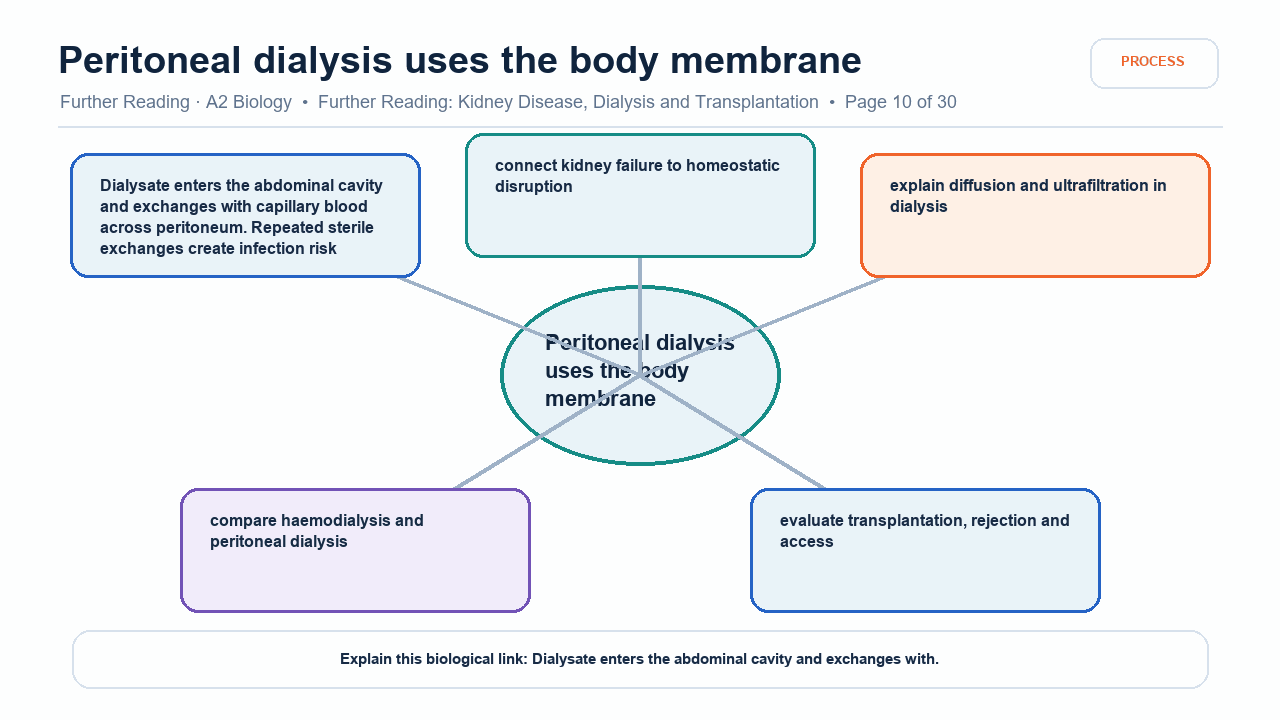 Peritoneal dialysis uses the body membrane
PROCESS
Further Reading · A2 Biology • Further Reading: Kidney Disease, Dialysis and Transplantation • Page 10 of 30
Dialysate enters the abdominal cavity
and exchanges with capillary blood
across peritoneum. Repeated sterile
exchanges create infection risk
connect kidney failure to homeostatic
disruption
explain diffusion and ultrafiltration in
dialysis
Peritoneal dialysis
uses the body
membrane
compare haemodialysis and
peritoneal dialysis
evaluate transplantation, rejection and
access
Explain this biological link: Dialysate enters the abdominal cavity and exchanges with.